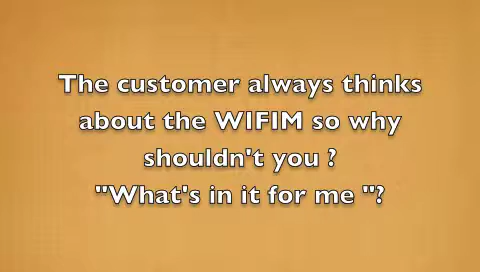 The customer always thinks
about the WIFIM so why
shouldn't you ?
"What's in it for me "?